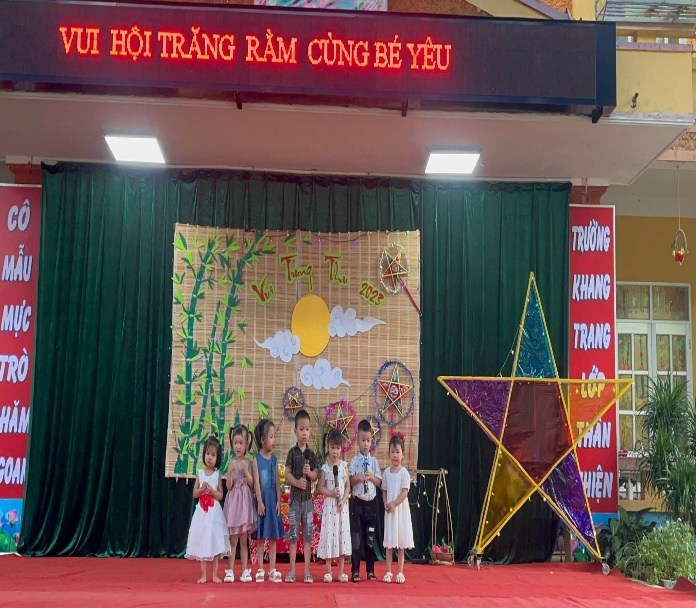 VUI HỘI TRĂNG RẰM CÙNG BÉ YÊU
CÔ
MẪU
MỰC
TRÒ
CHĂM
NGOAN
Vui Trung Thu 2023
TRƯỜNG
KHANG
TRANG
LỚP
THÂN
THIỆN